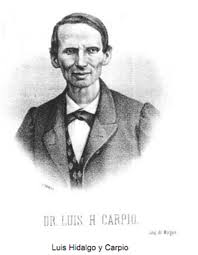 DR. LUIS. H CARPIO.
Luis Hidalgo y Carpio